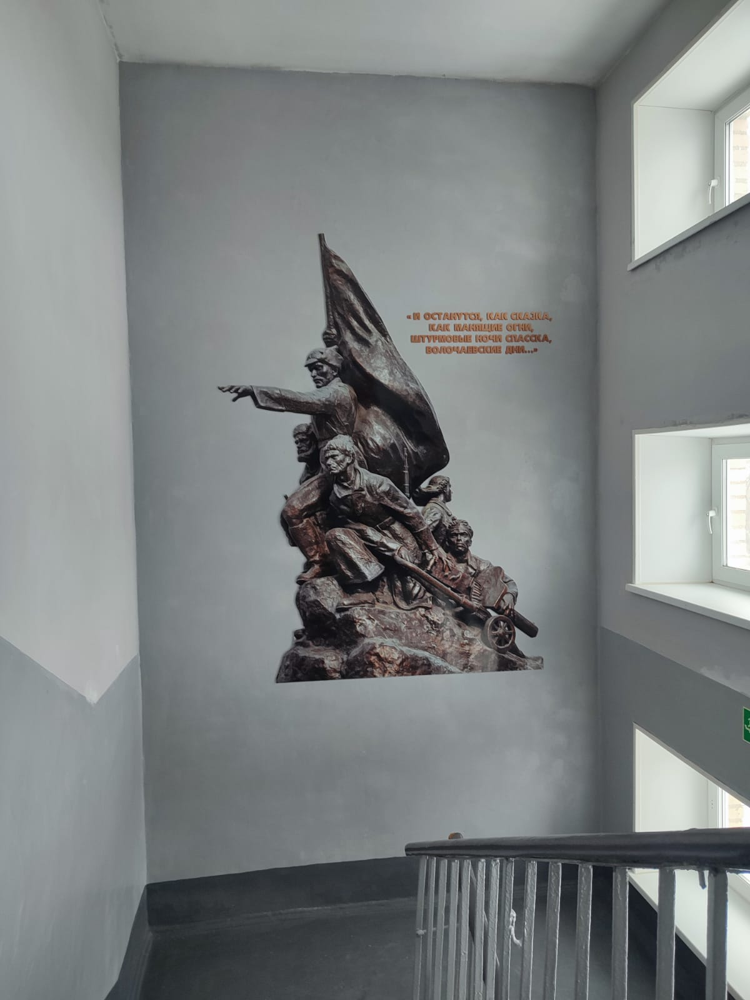 «И ОСТАНУТСЯ, КАК СКАЗКА,
КАК МАНЯЩИЕ ОГНИ,
ШТУРМОВЫЕ НОЧИ СПАССКА,
ВОЛОЧАЕВСКИЕ ДНИ...»